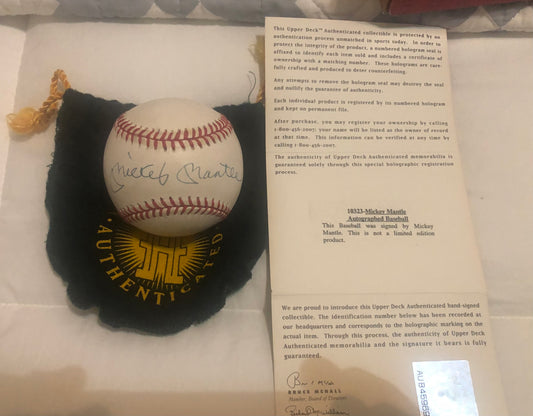 This Upper Deck™ Authenticated collectible is protected by an
authentication process unmatched in sports today. In order to
protect the integrity of the product, a numbered hologram seal is
affixed to identify each item sold and includes a certificate of
ownership with a matching number. These holograms are care-
fully crafted and produced to deter counterfeiting.
Any attempts to remove the hologram seal may destroy the seal
and nullify the guarantee of authenticity.
Each individual product is registered by its numbered hologram
and kept on permanent file.
After purchase, you may register your ownership by calling
1-800-456-2007; your name will be listed as the owner of record
at that time. This information can be verified at any time by
calling 1-800-456-2007.
The authenticity of Upper Deck Authenticated memorabilia is
guaranteed solely through this special holographic registration
process.
10323-Mickey Mantle
Autographed Baseball
This Baseball was signed by Mickey
Mantle. This is not a limited edition
product.
We are proud to introduce this Upper Deck Authenticated hand-signed
collectible. The identification number below has been recorded at
our headquarters and corresponds to the holographic marking on the
actual item. Through this process, the authenticity of Upper Deck
Authenticated memorabilia and the signature it bears is fully
guaranteed.
BRUCE MCNALL
Member, Board of Directors
Mickey Mantle
AUTHENTICATED